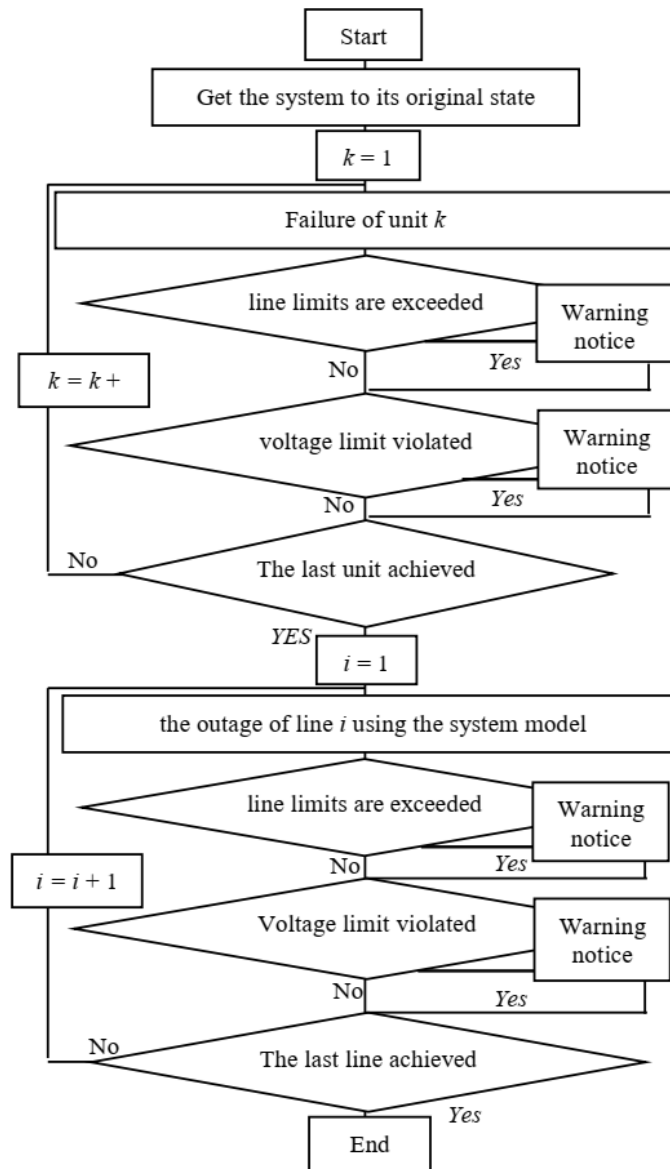 Start
Get the system to its original state
k = 1
Failure of unit k
line limits are exceeded
Warning
notice
Yes
No
k = k +
voltage limit violated
Warning
notice
Yes
No
The last unit achieved
No
YES
i = 1
the outage of line i using the system model
line limits are exceeded
Warning
notice
Yes
No
i = i + 1
Voltage limit violated
Warning
notice
Yes
No
The last line achieved
No
Yes
End